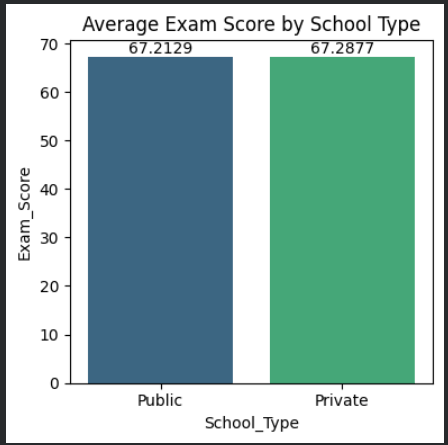 Average Exam Score by School Type
70
67.2129
67.2877
60
50
40
30
20
10
0
Exam_Score
Public
Private
School_Type